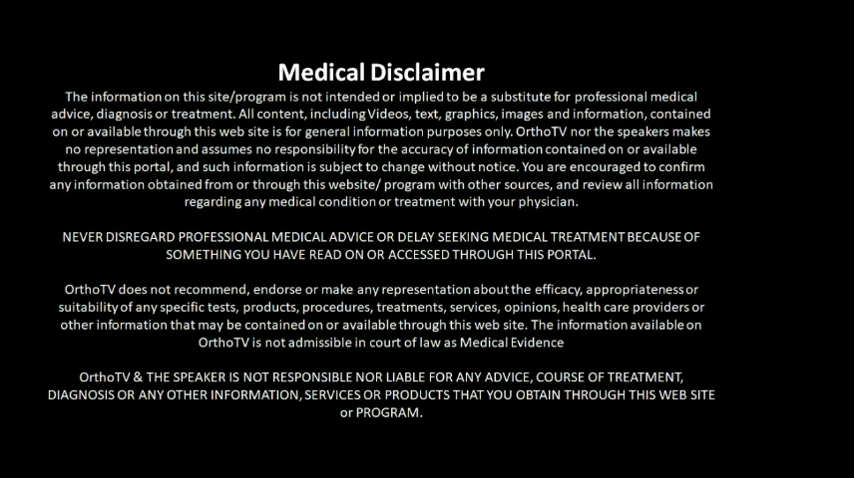 Medical Disclaimer
The information on this site/program is not intended or implied to be a substitute for professional medical
advice, diagnosis or treatment. All content, including Videos, text, graphics, images and information, contained
on or available through this web site is for general information purposes only. OrthoTV nor the speakers makes
no representation and assumes no responsibility for the accuracy of information contained on or available
through this portal, and such information is subject to change without notice. You are encouraged to confirm
any information obtained from or through this website/ program with other sources, and review all information
regarding any medical condition or treatment with your physician.
NEVER DISREGARD PROFESSIONAL MEDICAL ADVICE OR DELAY SEEKING MEDICAL TREATMENT BECAUSE OF
SOMETHING YOU HAVE READ ON OR ACCESSED THROUGH THIS PORTAL.
OrthoTV does not recommend, endorse or make any representation about the efficacy, appropriateness or
suitability of any specific tests, products, procedures, treatments, services, opinions, health care providers or
other information that may be contained on or available through this web site. The information available on
OrthoTV is not admissible in court of law as Medical Evidence
OrthoTV & THE SPEAKER IS NOT RESPONSIBLE NOR LIABLE FOR ANY ADVICE, COURSE OF TREATMENT,
DIAGNOSIS OR ANY OTHER INFORMATION, SERVICES OR PRODUCTS THAT YOU OBTAIN THROUGH THIS WEB SITE
or PROGRAM.